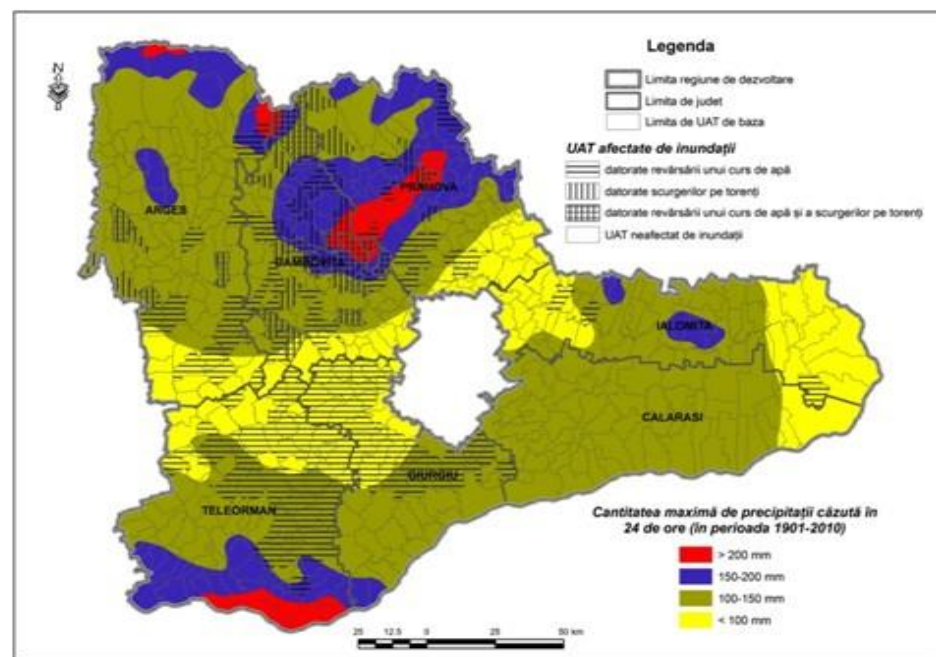 Legenda
Limita regiune de dezvoltare
Limita de judet
Limita de UAT de baza
UAT afectate de inundații
datorate revărsării unui curs de apă
datorate scurgerilor pe torenți
datorate revărsării unui curs de apă și a scurgerilor pe torenți
UAT neafectat de inundații
N
PRAHOVA
ARGES
DAMBOVITA
IALOMITA
CALARASI
GIURGIU
TELEORMAN
Cantitatea maximă de precipitații căzută în
24 de ore (în perioada 1901-2010)
> 200 mm
150-200 mm
100-150 mm
< 100 mm
25 12.5 0 25 50 km